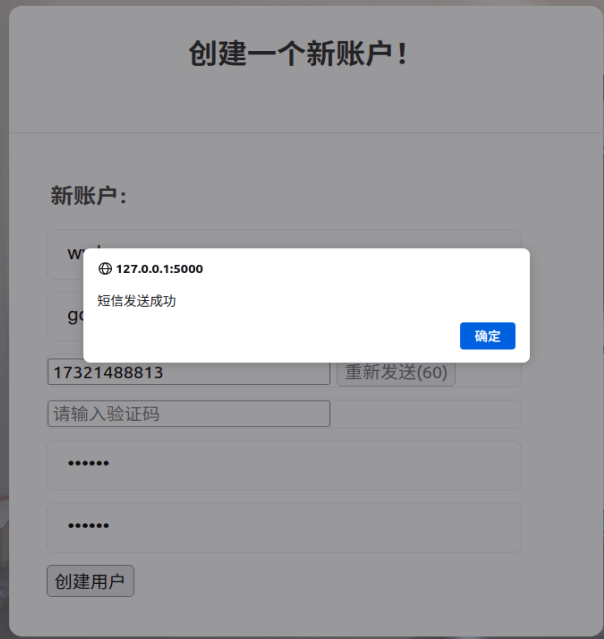 创建一个新账户！
新账户:
127.0.0.1:5000
短信发送成功
确定
17321488813 重新发送(60)
请输入验证码
••••••
••••••
创建用户